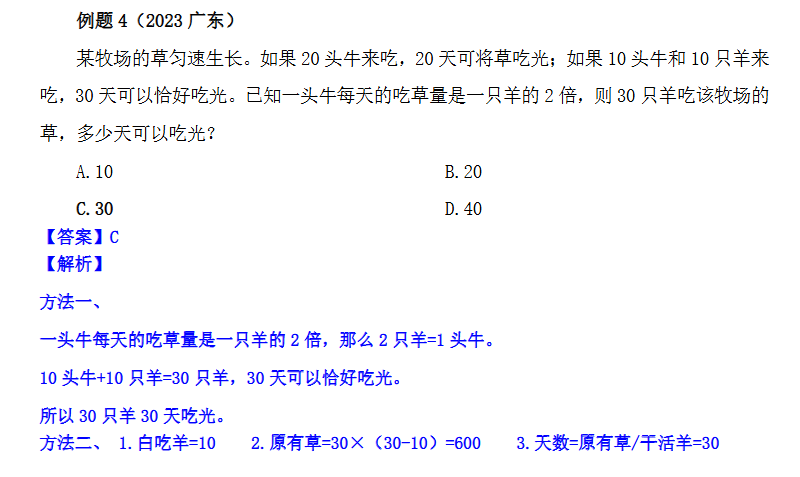 例题 4（2023 广东）
某牧场的草匀速生长。如果 20 头牛来吃，20 天可将草吃光；如果 10 头牛和 10 只羊来
吃，30 天可以恰好吃光。已知一头牛每天的吃草量是一只羊的 2 倍，则 30 只羊吃该牧场的
草，多少天可以吃光？
A.10 B.20
C.30 D.40
【答案】C
【解析】
方法一、
一头牛每天的吃草量是一只羊的 2 倍，那么 2 只羊=1 头牛。
10 头牛+10 只羊=30 只羊，30 天可以恰好吃光。
所以 30 只羊 30 天吃光。
方法二、 1.白吃羊=10 2.原有草=30×（30-10）=600 3.天数=原有草/干活羊=30